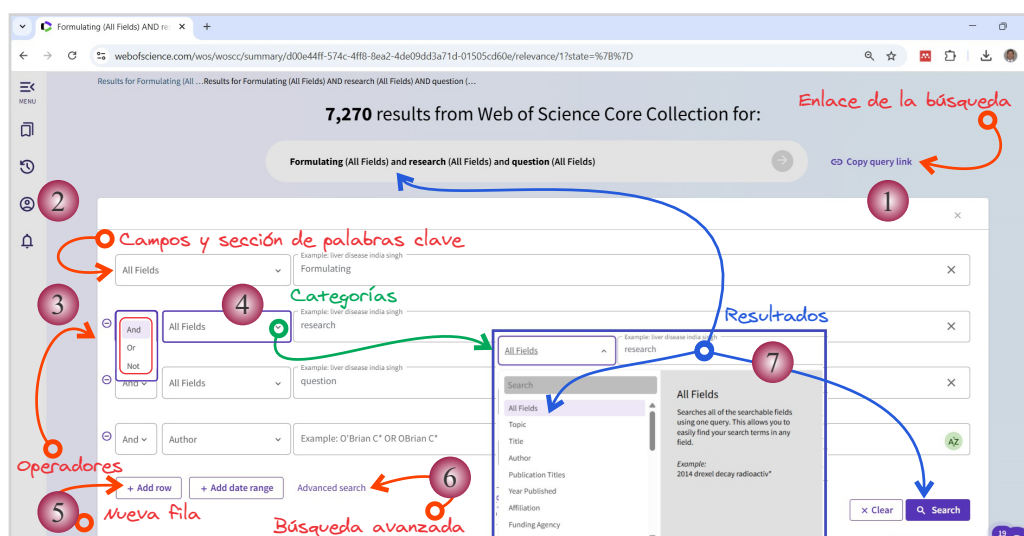 Formulating (All Fields) AND re
webofscience.com/wos/woscc/summary/d00e44ff-574c-4ff8-8ea2-4de09dd3a71d-01505cd60e/relevance/1?state=%7B%7D
Results for Formulating (All ...Results for Formulating (All Fields) AND research (All Fields) AND question (...
MENU
7,270 results from Web of Science Core Collection for:
Enlace de la búsqueda
Formulating (All Fields) and research (All Fields) and question (All Fields)
Copy query link
1
2
Campos y sección de palabras clave
Example: liver disease india singh
All Fields
Formulating
3
4
Categorías
Example: liver disease india singh
And
All Fields
research
Or
Not
Resultados
Example: liver disease india singh
All Fields
research
7
Example: liver disease india singh
And
All Fields
question
Search
All Fields
Topic
Title
Author
Publication Titles
Year Published
Affiliation
Funding Agency
All Fields
Searches all of the searchable fields
using one query. This allows you to
easily find your search terms in any
field.
Example:
2014 drexel decay radioactiv*
And
Author
Example: O'Brian C* OR OBrian C*
AZ
Operadores
+ Add row
+ Add date range
Advanced search
6
5
Nueva fila
Búsqueda avanzada
× Clear
Search
19